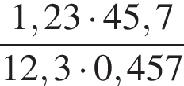 1,23 · 45,7
12,3 · 0,457